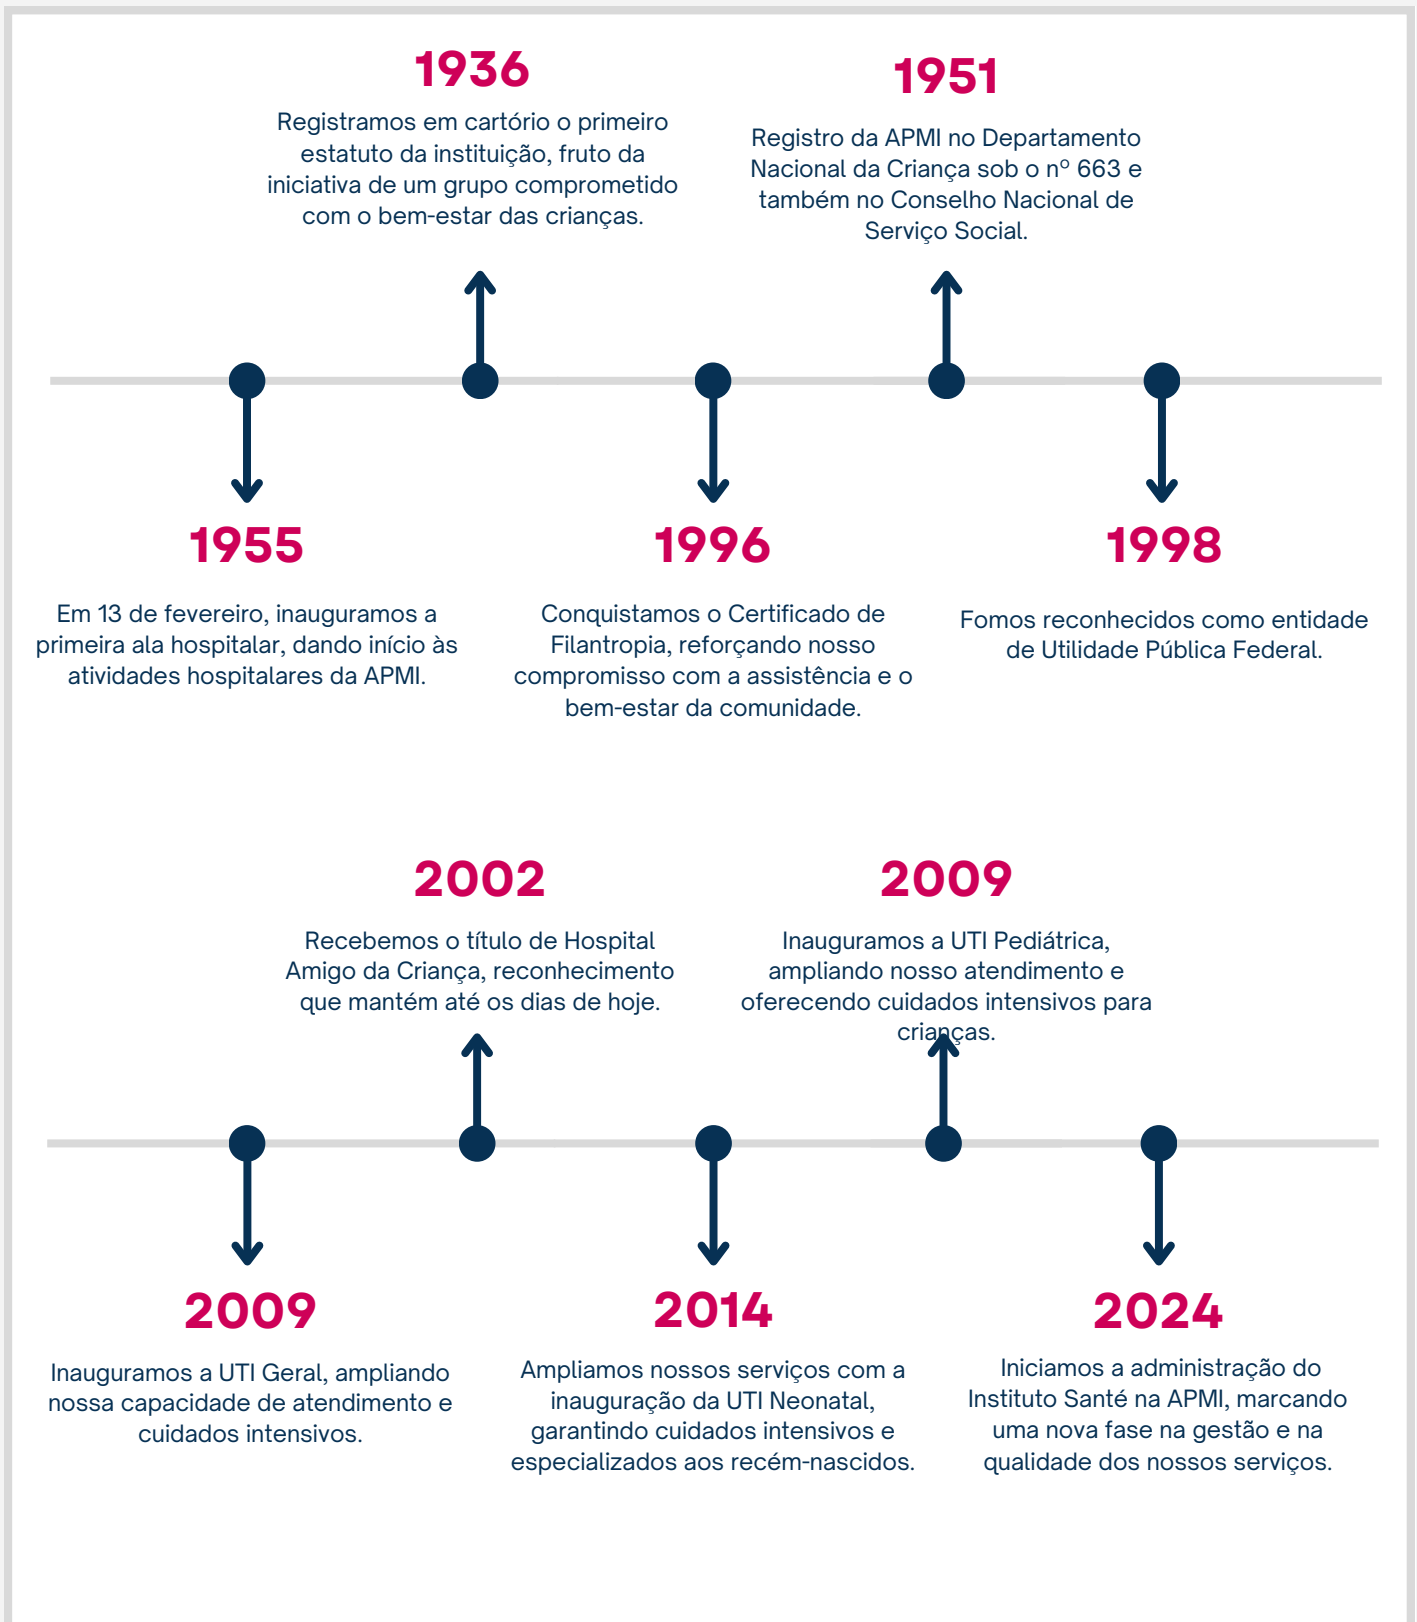 1936
Registramos em cartório o primeiro
estatuto da instituição, fruto da
iniciativa de um grupo comprometido
com o bem-estar das crianças.
1951
Registro da APMI no Departamento
Nacional da Criança sob o nº 663 e
também no Conselho Nacional de
Serviço Social.
1955
Em 13 de fevereiro, inauguramos a
primeira ala hospitalar, dando início às
atividades hospitalares da APMI.
1996
Conquistamos o Certificado de
Filantropia, reforçando nosso
compromisso com a assistência e o
bem-estar da comunidade.
1998
Fomos reconhecidos como entidade
de Utilidade Pública Federal.
2002
Recebemos o título de Hospital
Amigo da Criança, reconhecimento
que mantém até os dias de hoje.
2009
Inauguramos a UTI Pediátrica,
ampliando nosso atendimento e
oferecendo cuidados intensivos para
crianças.
2009
Inauguramos a UTI Geral, ampliando
nossa capacidade de atendimento e
cuidados intensivos.
2014
Ampliamos nossos serviços com a
inauguração da UTI Neonatal,
garantindo cuidados intensivos e
especializados aos recém-nascidos.
2024
Iniciamos a administração do
Instituto Santé na APMI, marcando
uma nova fase na gestão e na
qualidade dos nossos serviços.